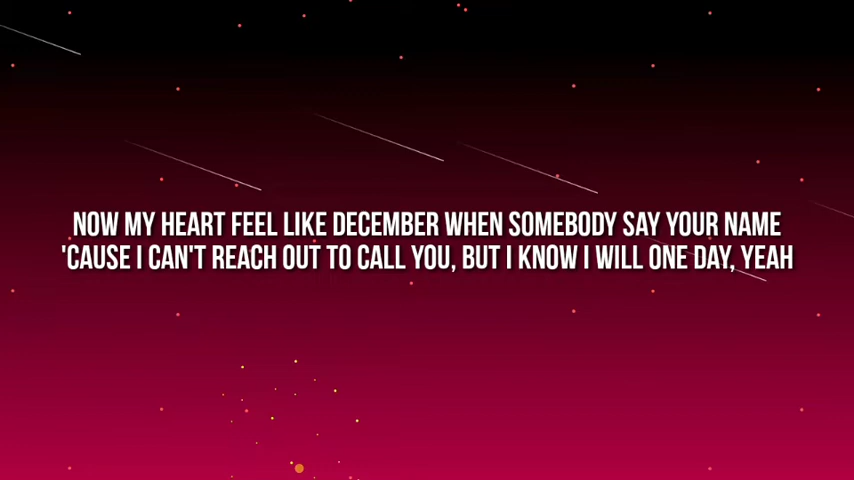 NOW MY HEART FEEL LIKE DECEMBER WHEN SOMEBODY SAY YOUR NAME
'CAUSE I CAN'T REACH OUT TO CALL YOU, BUT I KNOW I WILL ONE DAY, YEAH